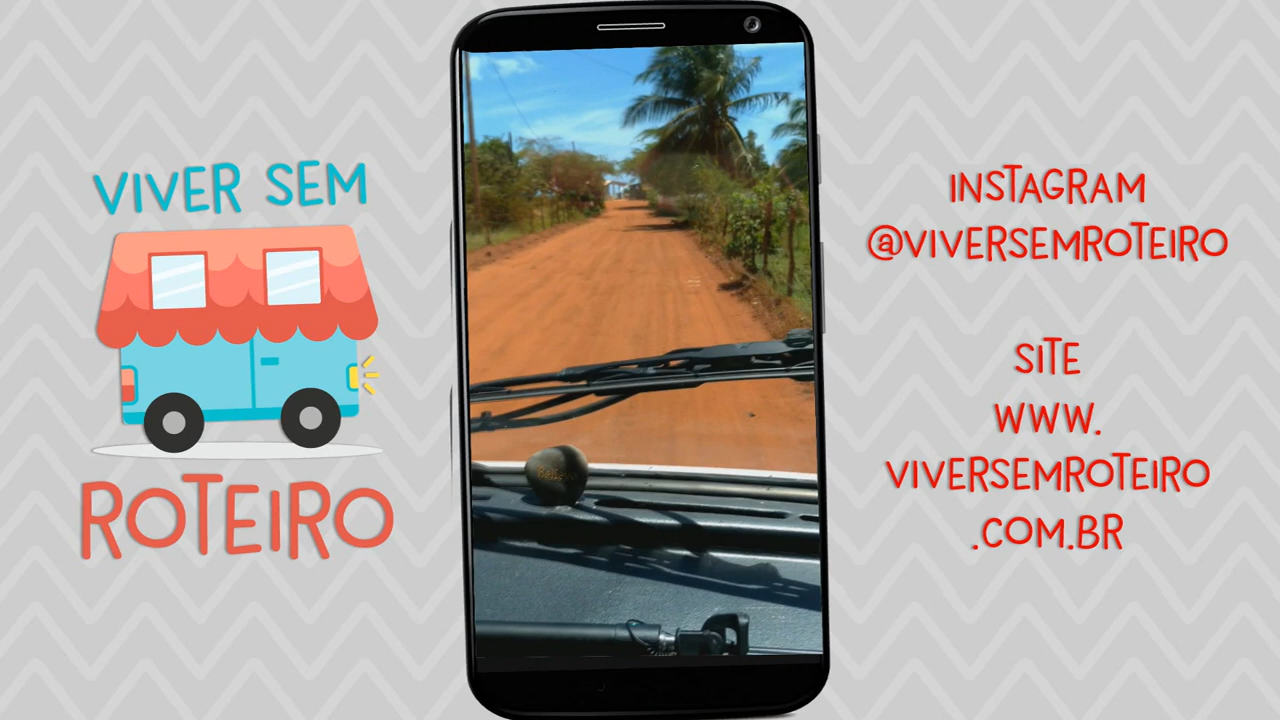 VIVER SEM
ROTEIRO
INSTAGRAM
@VIVERSEMROTEIRO
SITE
WWW.
VIVERSEMROTEIRO
.COM.BR